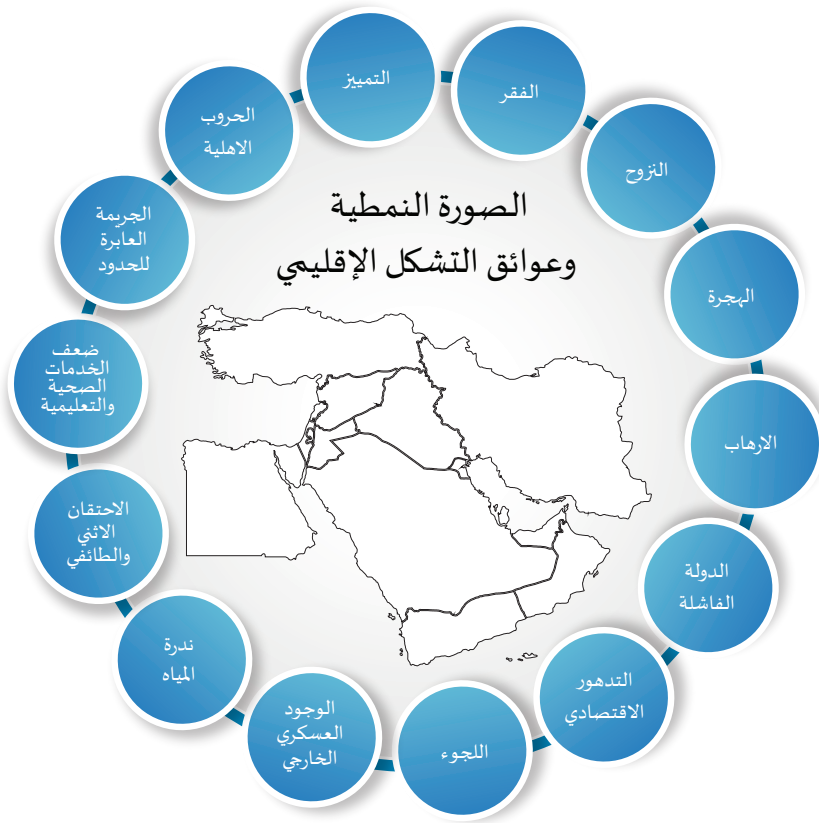 الصورة النمطية
وعوائق التشكل الإقليمي
التمييز
الفقر
النزوح
الهجرة
الارهاب
الدولة
الفاشلة
التدهور
الاقتصادي
اللجوء
الوجود
العسكري
الخارجي
ندرة
المياه
الاحتقان
الاثني
والطائفي
ضعف
الخدمات
الصحية
والتعليمية
الجريمة
العابرة
للحدود
الحروب
الاهلية